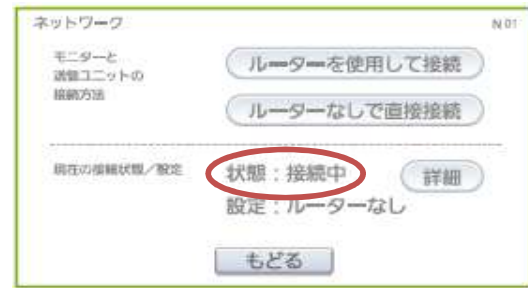 ネットワーク
N 01
モニターと
送信ユニットの
接続方法
ルーターを使用して接続
ルーターなしで直接接続
現在の接続状態／設定
状態：接続中
詳細
設定：ルーターなし
もどる